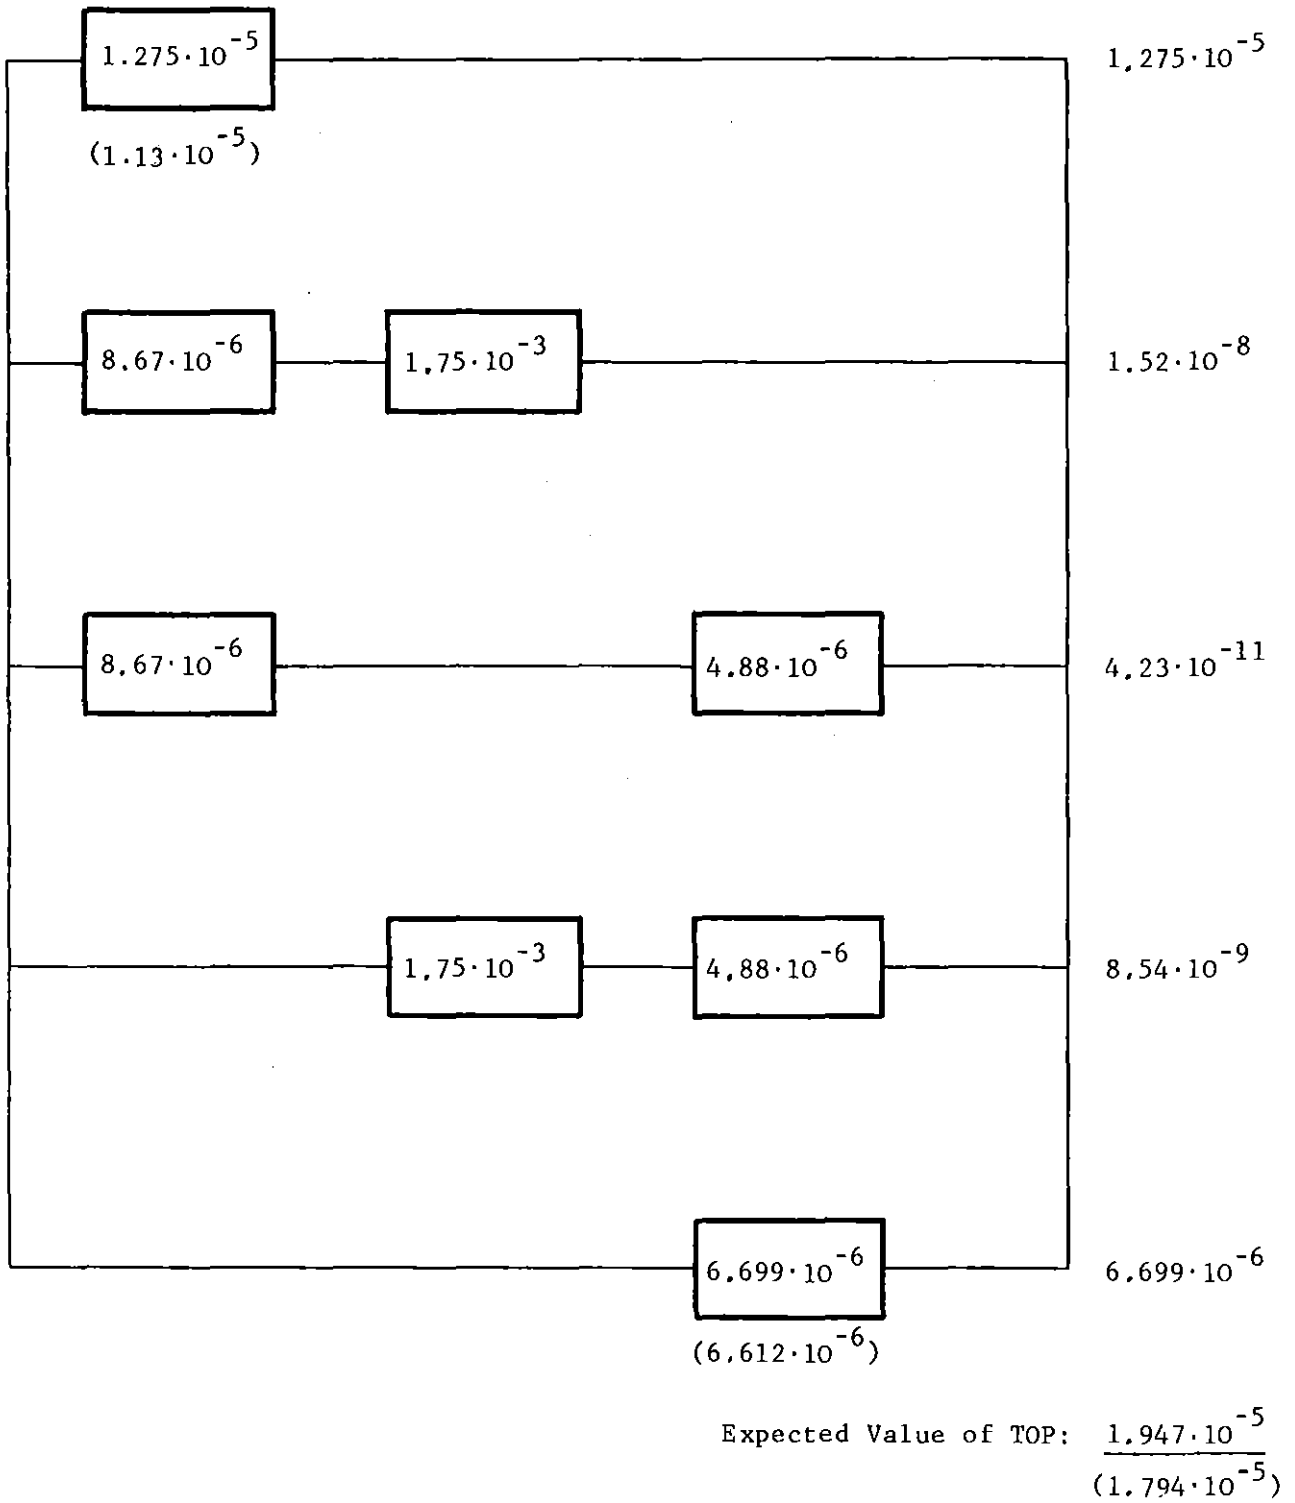 1.275·10⁻⁵ 1.275·10⁻⁵
(1.13·10⁻⁵)
8.67·10⁻⁶ 1.75·10⁻³ 1.52·10⁻⁸
8.67·10⁻⁶ 4.88·10⁻⁶ 4.23·10⁻¹¹
1.75·10⁻³ 4.88·10⁻⁶ 8.54·10⁻⁹
6.699·10⁻⁶ 6.699·10⁻⁶
(6.612·10⁻⁶)
Expected Value of TOP: 1.947·10⁻⁵
(1.794·10⁻⁵)